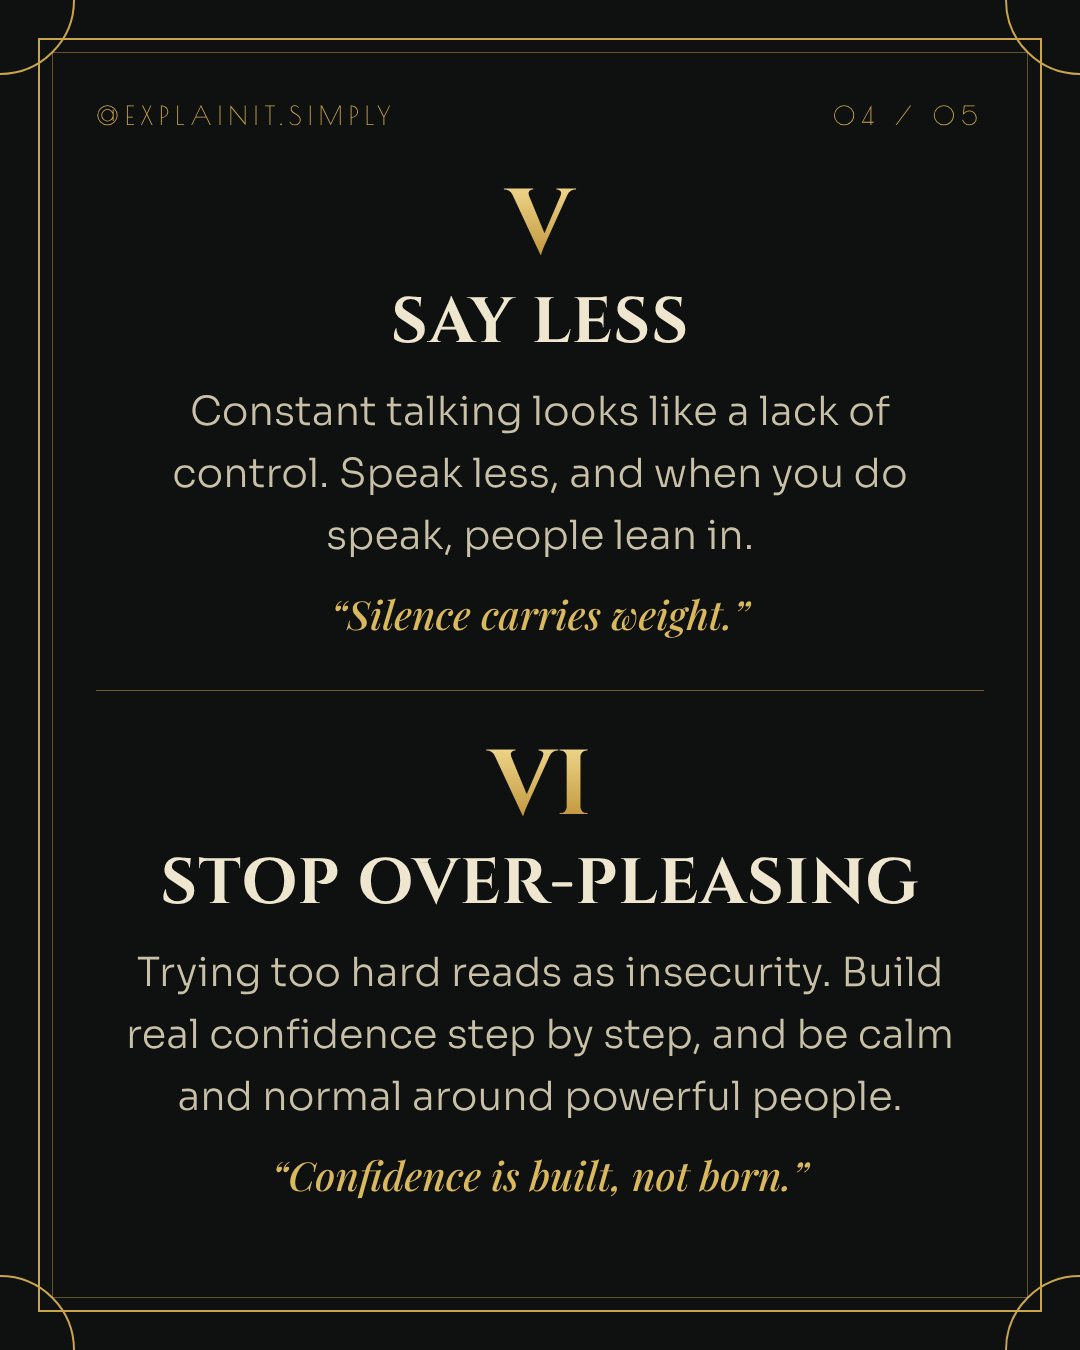 @EXPLAINIT.SIMPLY
04 / 05
V
SAY LESS
Constant talking looks like a lack of
control. Speak less, and when you do
speak, people lean in.
“Silence carries weight.”
VI
STOP OVER-PLEASING
Trying too hard reads as insecurity. Build
real confidence step by step, and be calm
and normal around powerful people.
“Confidence is built, not born.”